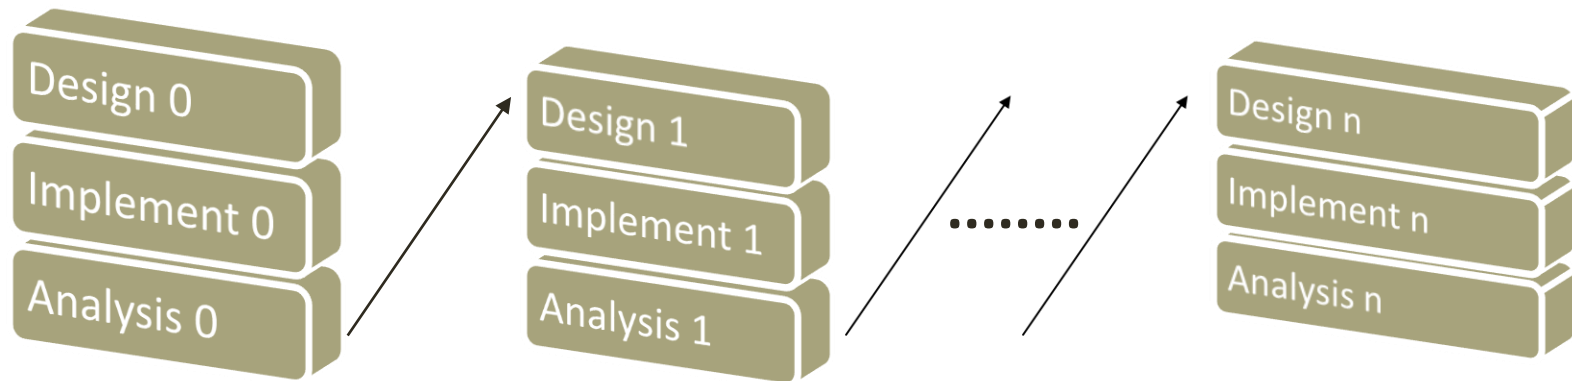 Design 0
Implement 0
Analysis 0
Design 1
Implement 1
Analysis 1
Design n
Implement n
Analysis n